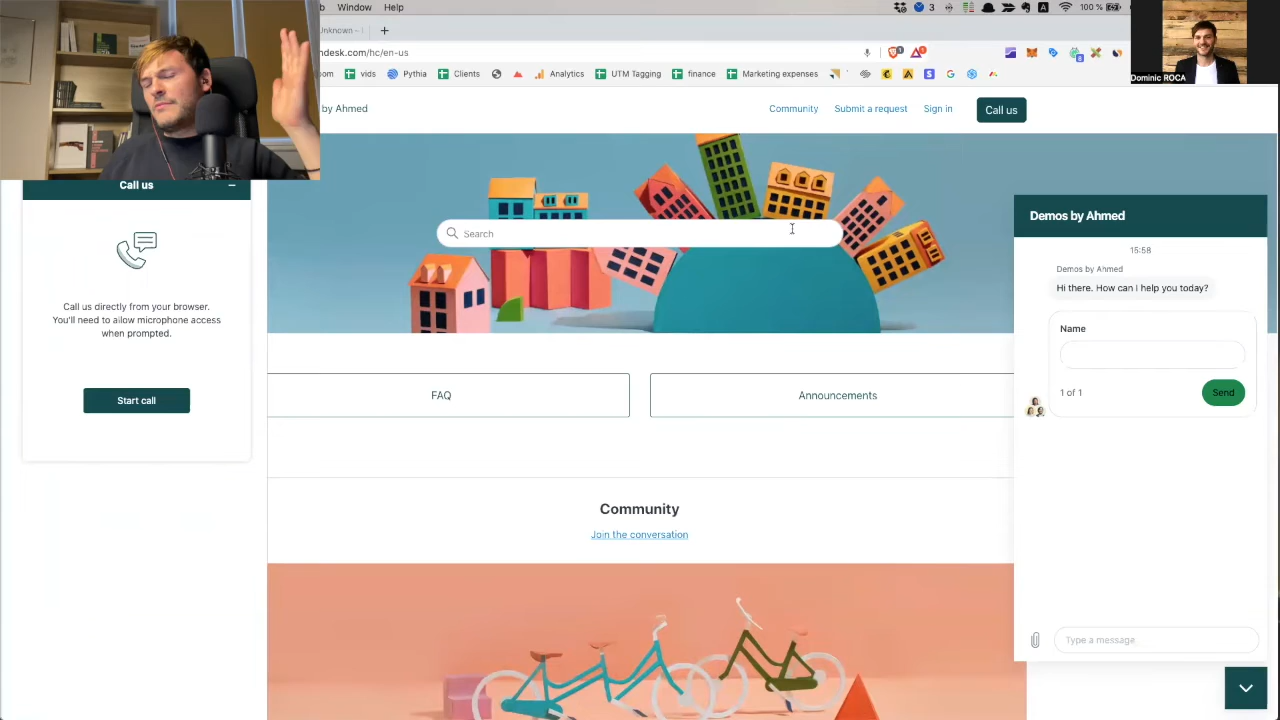 Window
Help
3
A
100 %
Unknown -
ndesk.com/hc/en-us
1
om
vids
Pythia
Clients
Analytics
UTM Tagging
finance
Marketing expenses
Dominic ROCA
by Ahmed
Community
Submit a request
Sign in
Call us
Call us
Call us directly from your browser.
You'll need to allow microphone access
when prompted.
Start call
Search
FAQ
Announcements
Community
Join the conversation
Demos by Ahmed
15:58
Demos by Ahmed
Hi there. How can I help you today?
Name
1 of 1
Send
Type a message